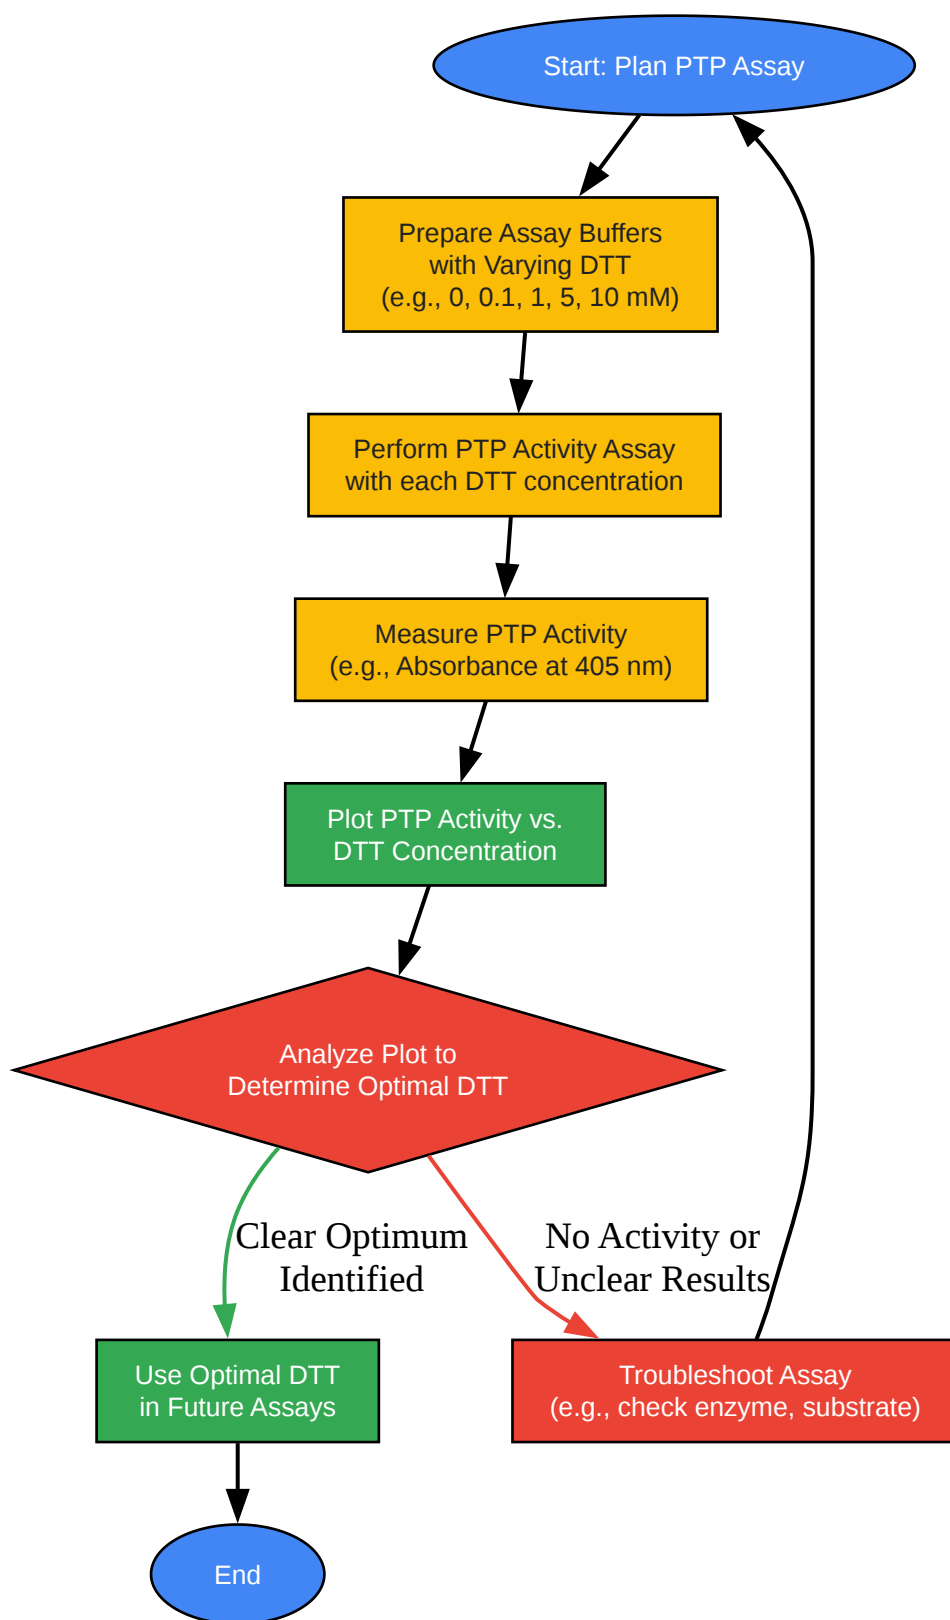 Start: Plan PTP Assay
Prepare Assay Buffers
with Varying DTT
(e.g., 0, 0.1, 1, 5, 10 mM)
Perform PTP Activity Assay
with each DTT concentration
Measure PTP Activity
(e.g., Absorbance at 405 nm)
Plot PTP Activity vs.
DTT Concentration
Analyze Plot to
Determine Optimal DTT
Clear Optimum
Identified
No Activity or
Unclear Results
Use Optimal DTT
in Future Assays
Troubleshoot Assay
(e.g., check enzyme, substrate)
End